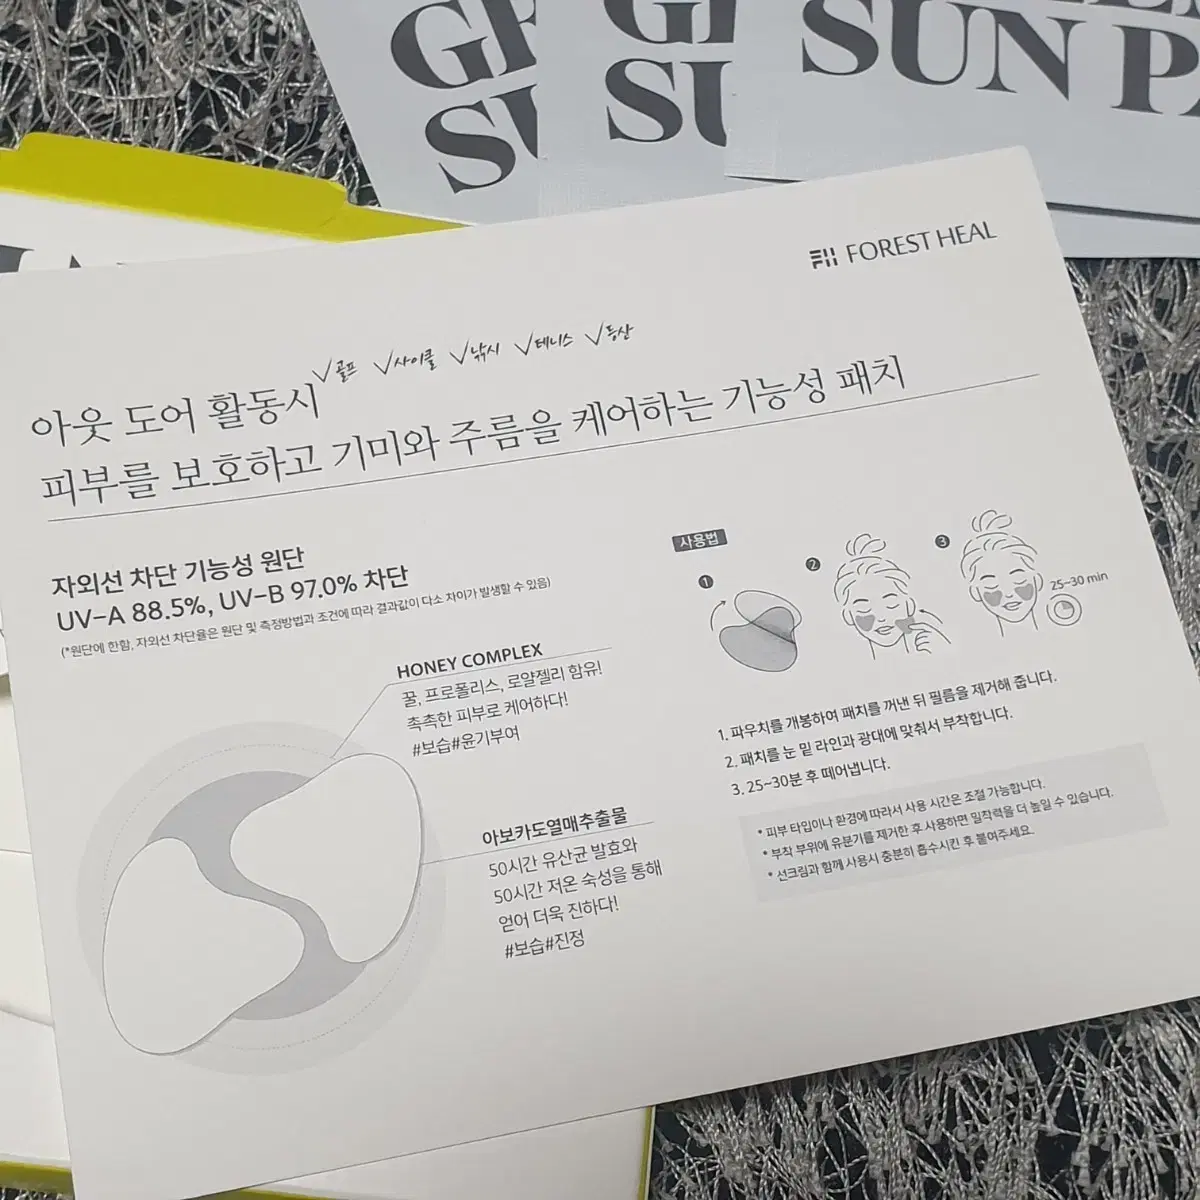 SUN PA
SU
SU
FOREST HEAL
✓골프 ✓사이클 ✓낚시 ✓테니스 ✓등산
아웃 도어 활동시
피부를 보호하고 기미와 주름을 케어하는 기능성 패치
자외선 차단 기능성 원단
UV-A 88.5%, UV-B 97.0% 차단
(*원단에 한함, 자외선 차단율은 원단 및 측정방법과 조건에 따라 결과값이 다소 차이가 발생할 수 있음)
HONEY COMPLEX
꿀, 프로폴리스, 로얄젤리 함유!
촉촉한 피부로 케어하다!
#보습#윤기부여
아보카도열매추출물
50시간 유산균 발효와
50시간 저온 숙성을 통해
얻어 더욱 진하다!
#보습#진정
사용법
1
2
3
25~30 min
1. 파우치를 개봉하여 패치를 꺼낸 뒤 필름을 제거해 줍니다.
2. 패치를 눈 밑 라인과 광대에 맞춰서 부착합니다.
3. 25~30분 후 떼어냅니다.
* 피부 타입이나 환경에 따라서 사용 시간은 조절 가능합니다.
* 부착 부위에 유분기를 제거한 후 사용하면 밀착력을 더 높일 수 있습니다.
* 선크림과 함께 사용시 충분히 흡수시킨 후 붙여주세요.